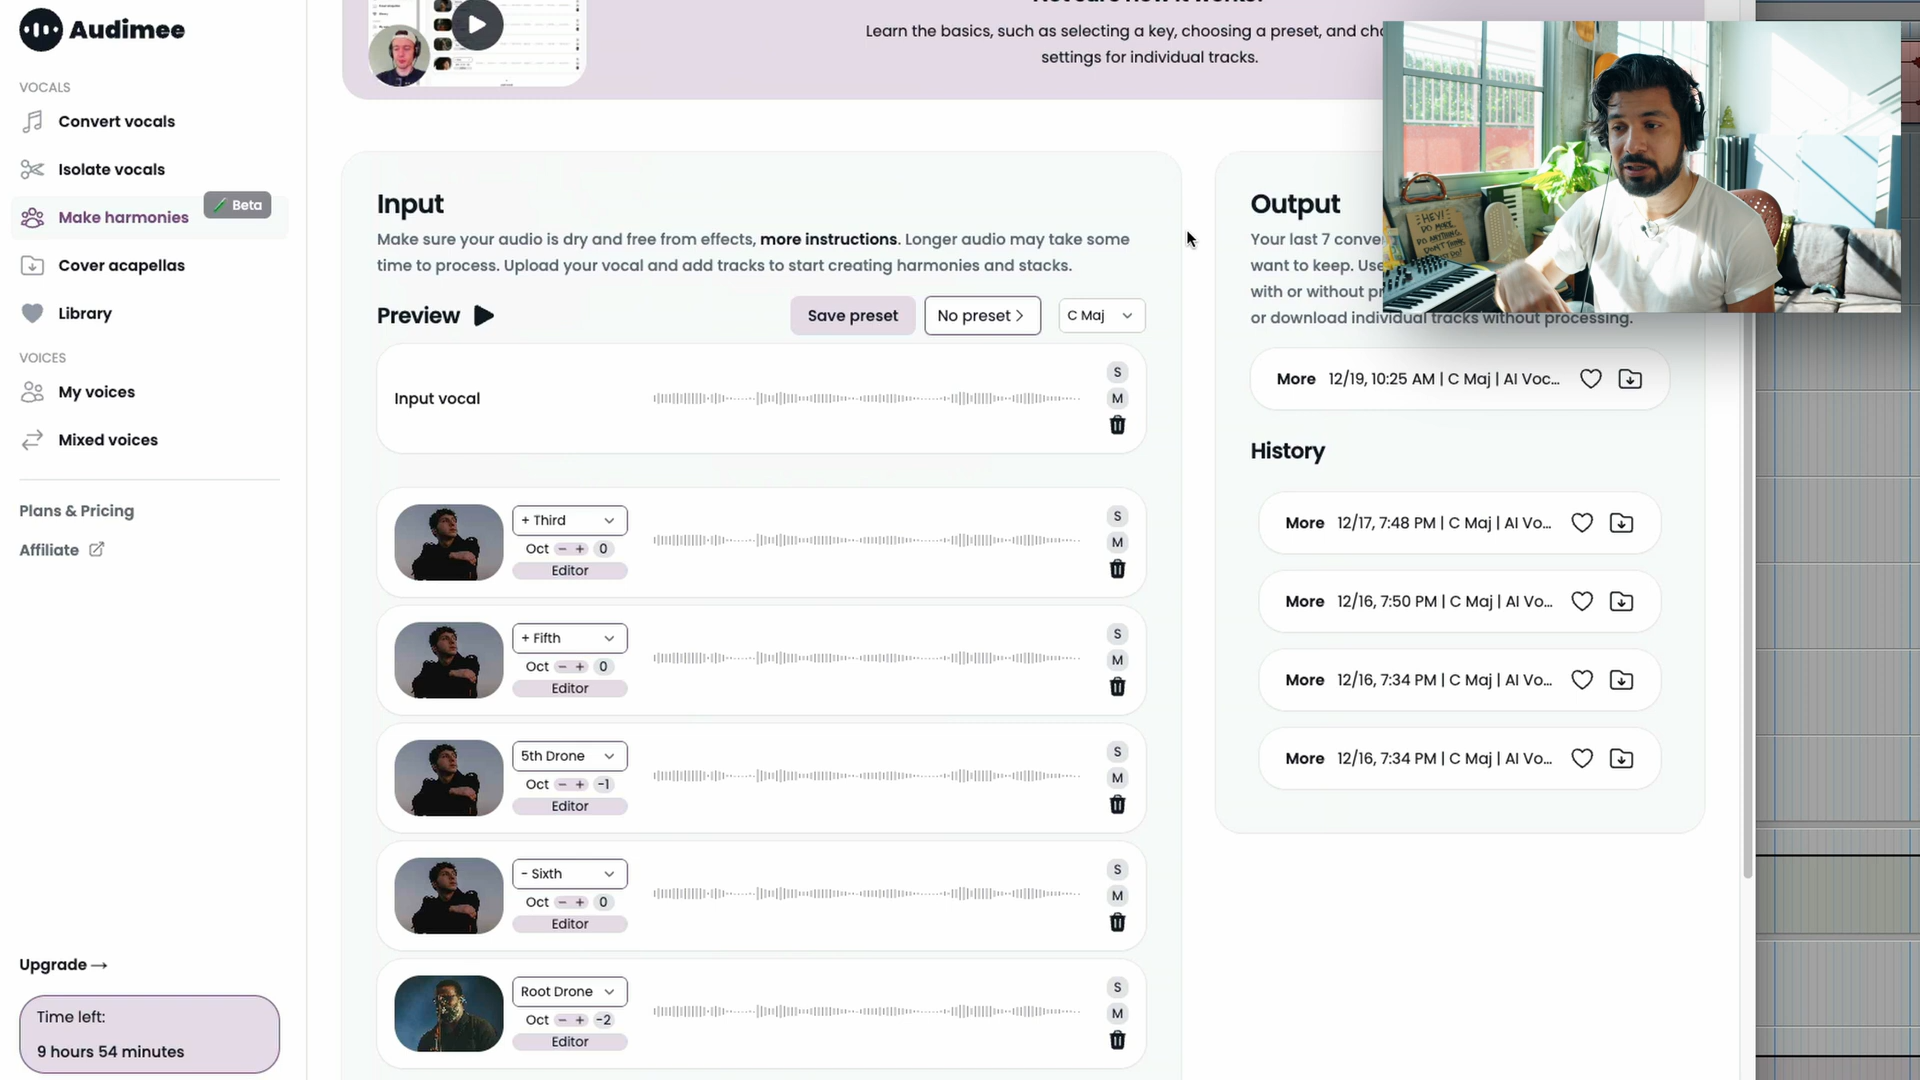 Audimee
VOCALS
Convert vocals
Isolate vocals
Make harmonies
Beta
Cover acapellas
Library
VOICES
My voices
Mixed voices
Plans & Pricing
Affiliate
Upgrade →
Time left:
9 hours 54 minutes
Learn the basics, such as selecting a key, choosing a preset, and
settings for individual tracks.
Input
Make sure your audio is dry and free from effects, more instructions. Longer audio may take some
time to process. Upload your vocal and add tracks to start creating harmonies and stacks.
Preview
Save preset
No preset >
C Maj
Input vocal
S
M
+ Third
Oct − + 0
Editor
S
M
+ Fifth
Oct − + 0
Editor
S
M
5th Drone
Oct − + -1
Editor
S
M
- Sixth
Oct − + 0
Editor
S
M
Root Drone
Oct − + -2
Editor
S
M
Output
Your last 7
want to keep. Use
with or without
or download individual tracks without processing.
More 12/19, 10:25 AM | C Maj | AI Voc...
History
More 12/17, 7:48 PM | C Maj | AI Vo...
More 12/16, 7:50 PM | C Maj | AI Vo...
More 12/16, 7:34 PM | C Maj | AI Vo...
More 12/16, 7:34 PM | C Maj | AI Vo...
HEY!
DO MORE.
DO ANYTHING.